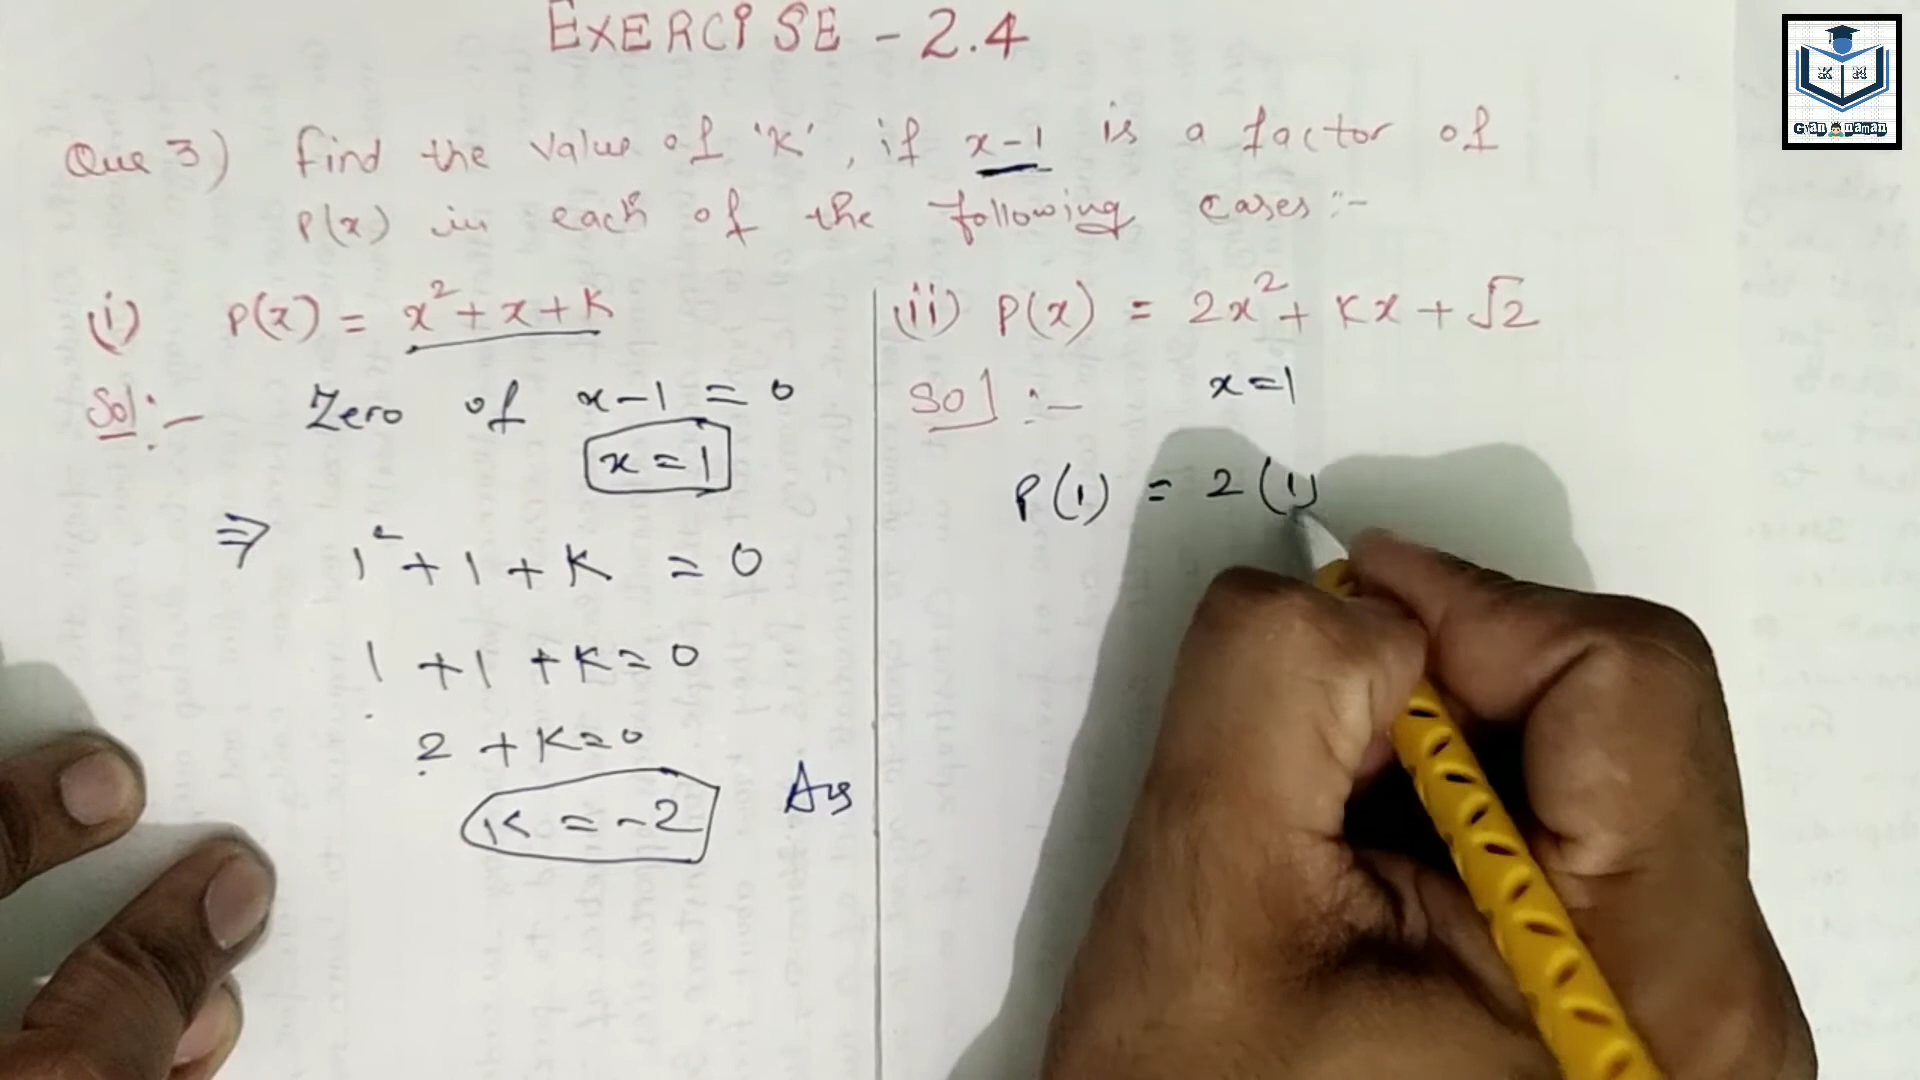 EXERCISE - 2.4
Que 3) find the value of 'K', if x-1 is a factor of
P(x) in each of the following cases :-
(i) P(x) = x² + x + K
Sol:- Zero of x-1 = 0
x = 1
⇒ 1² + 1 + K = 0
1 + 1 + K = 0
2 + K = 0
K = -2 Ans
(ii) P(x) = 2x² + Kx + √2
Sol :- x = 1
P(1) = 2(1)
K N
Gyan naman